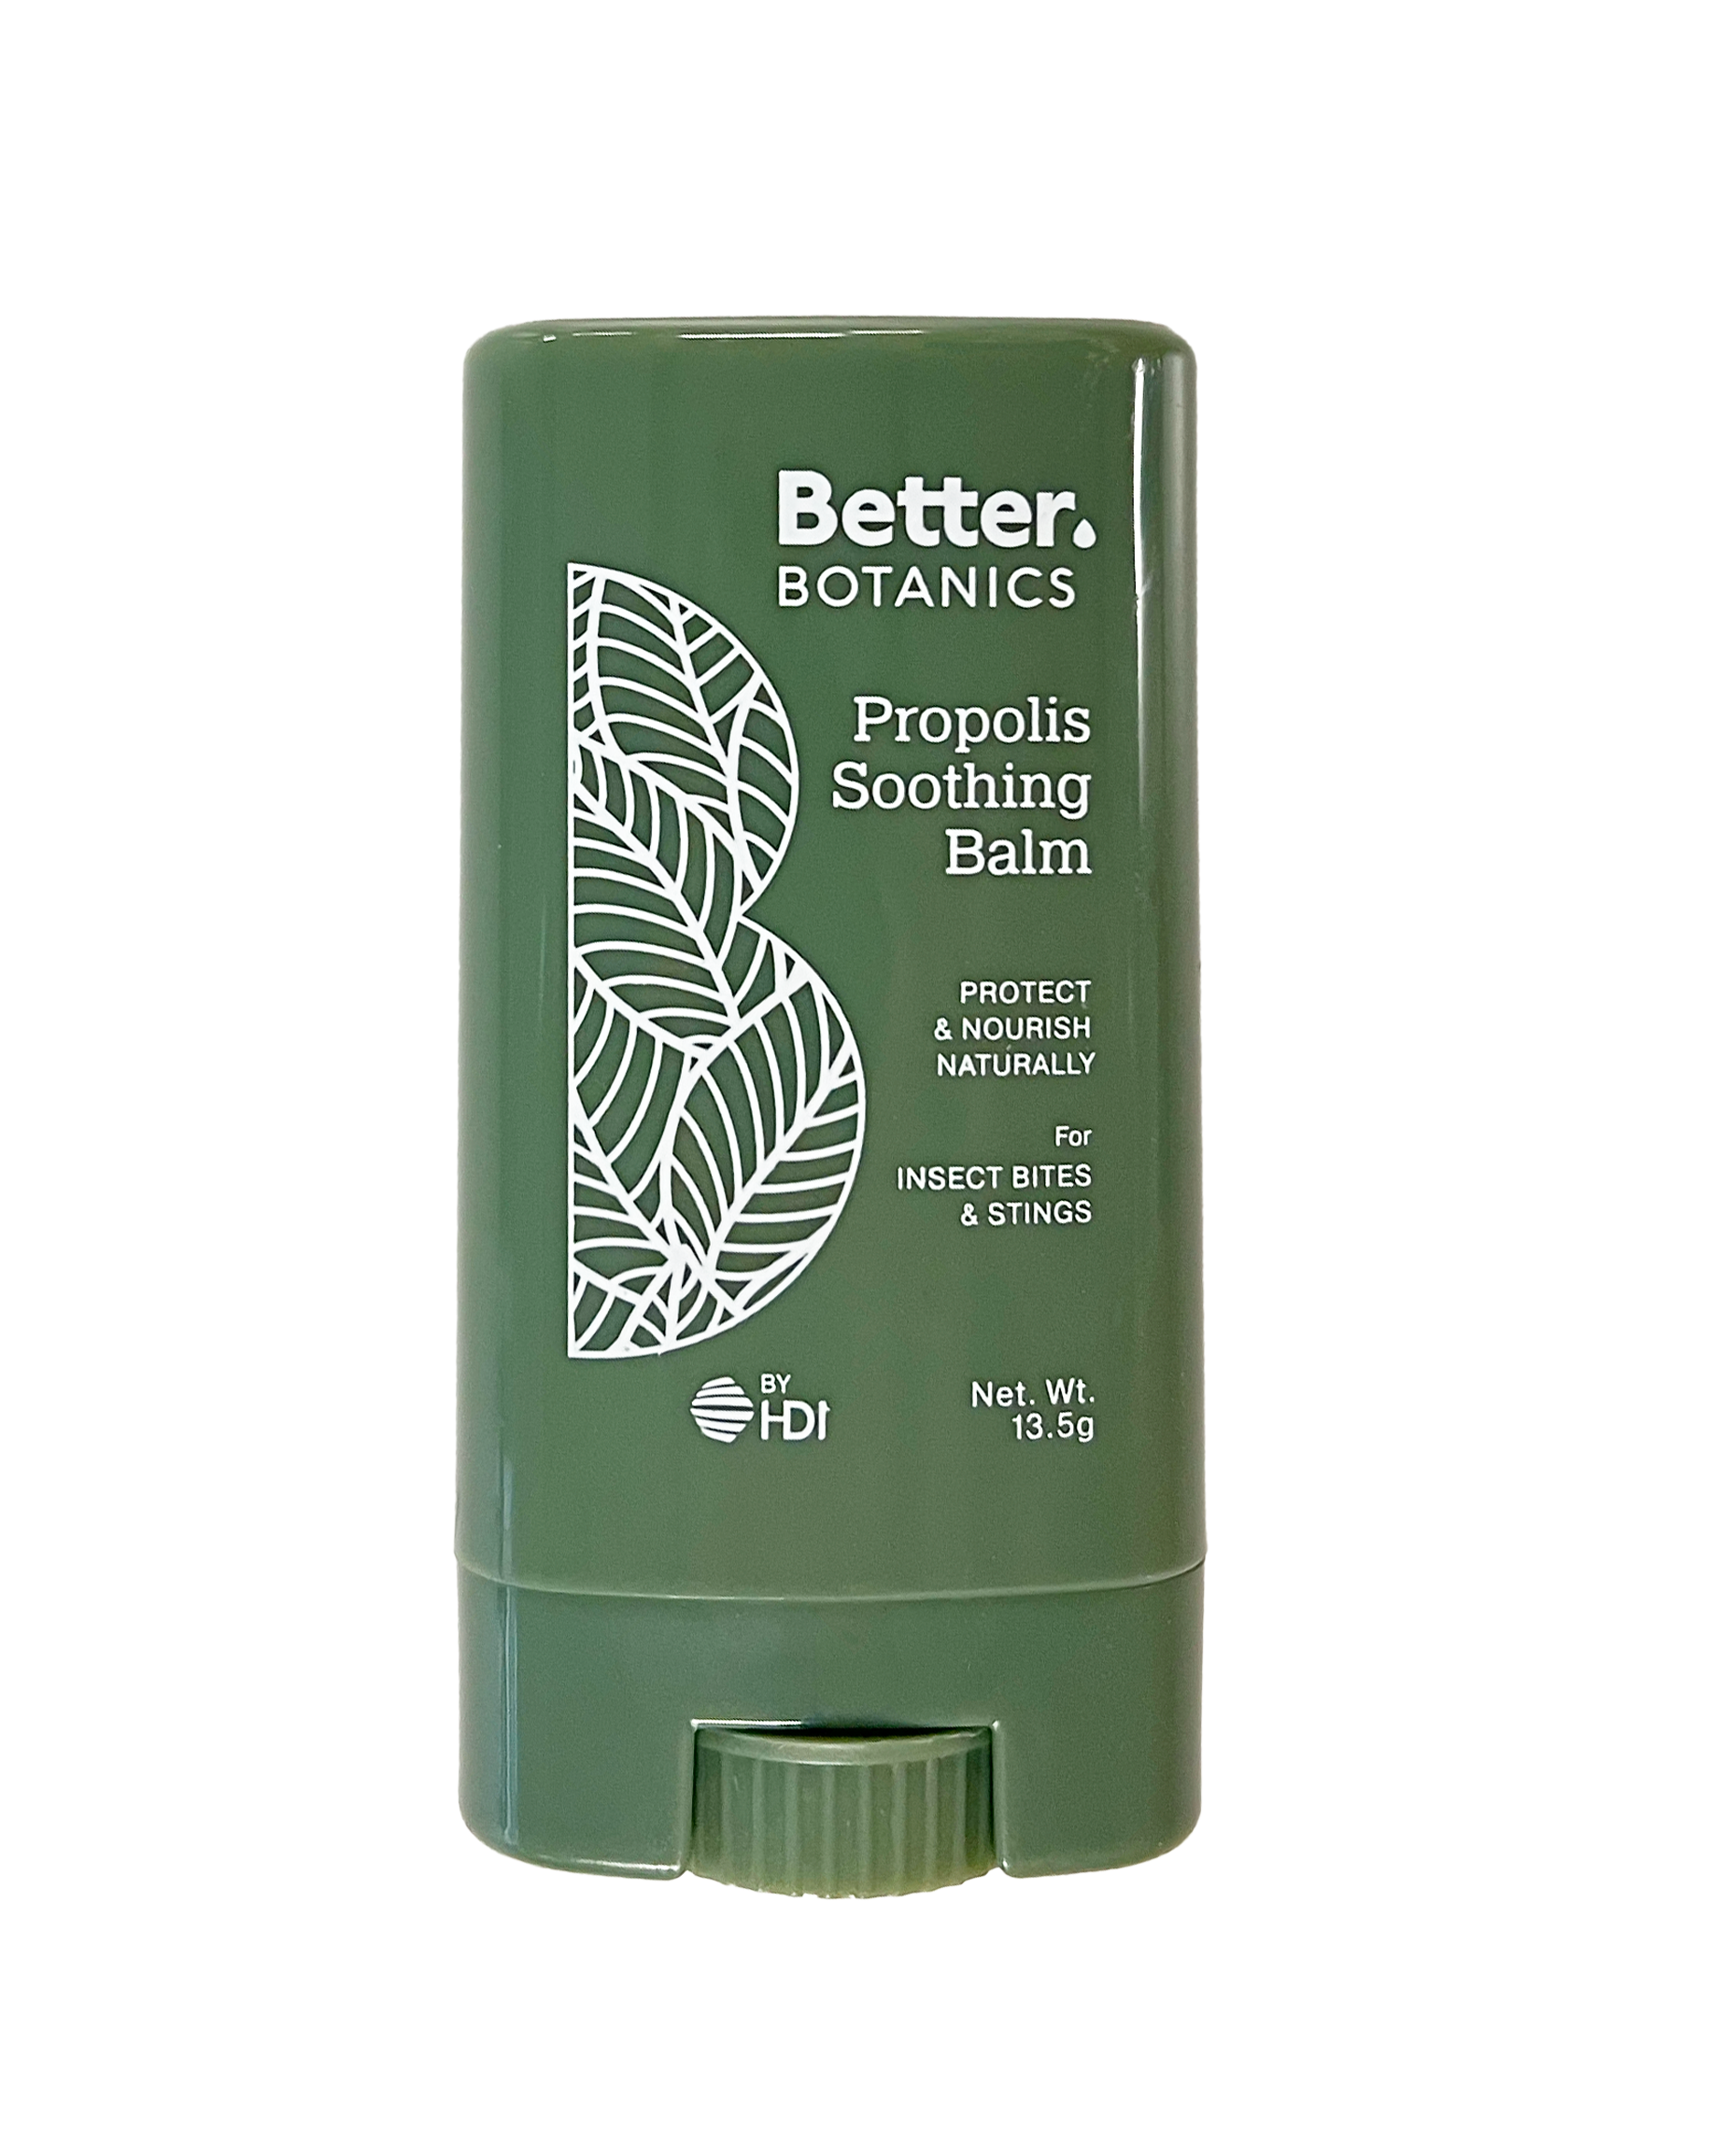 Better.
BOTANICS
Propolis
Soothing
Balm
PROTECT
& NOURISH
NATURALLY
For
INSECT BITES
& STINGS
BY
HDI
Net. Wt.
13.5g